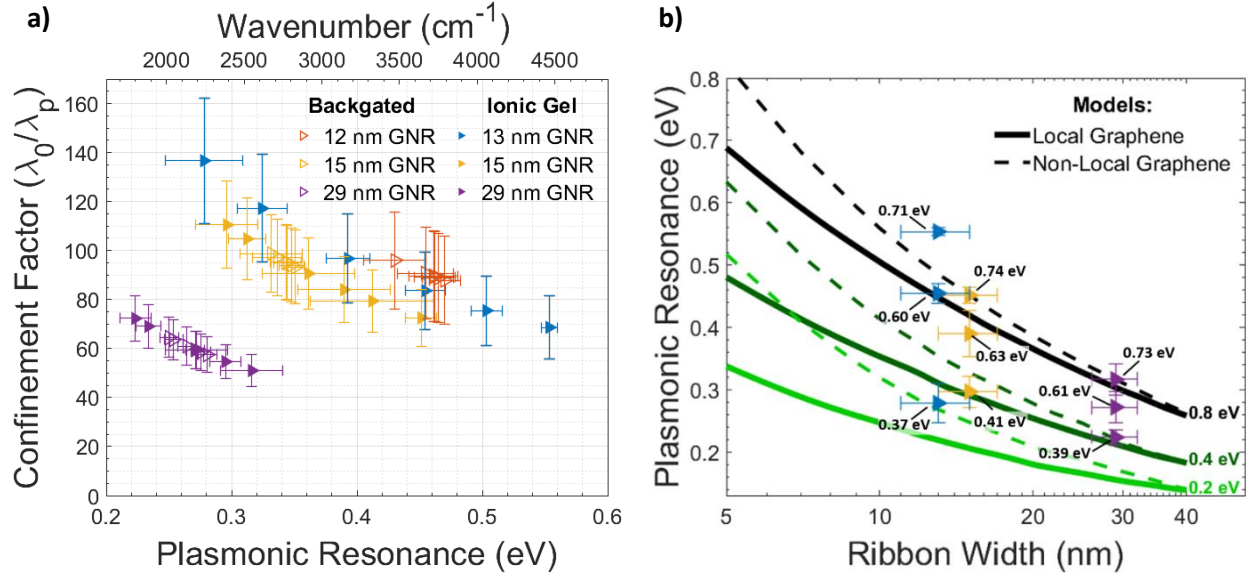 a)
Wavenumber (cm⁻¹)
2000 2500 3000 3500 4000 4500
Confinement Factor (λ₀/λₚ)
160
140
120
100
80
60
40
20
0
Backgated Ionic Gel
12 nm GNR 13 nm GNR
15 nm GNR 15 nm GNR
29 nm GNR 29 nm GNR
0.2 0.3 0.4 0.5 0.6
Plasmonic Resonance (eV)
b)
Plasmonic Resonance (eV)
0.8
0.7
0.6
0.5
0.4
0.3
0.2
Models:
Local Graphene
Non-Local Graphene
0.71 eV
0.74 eV
0.60 eV
0.63 eV
0.73 eV
0.61 eV
0.37 eV
0.41 eV
0.39 eV
0.8 eV
0.4 eV
0.2 eV
5 10 20 30 40
Ribbon Width (nm)